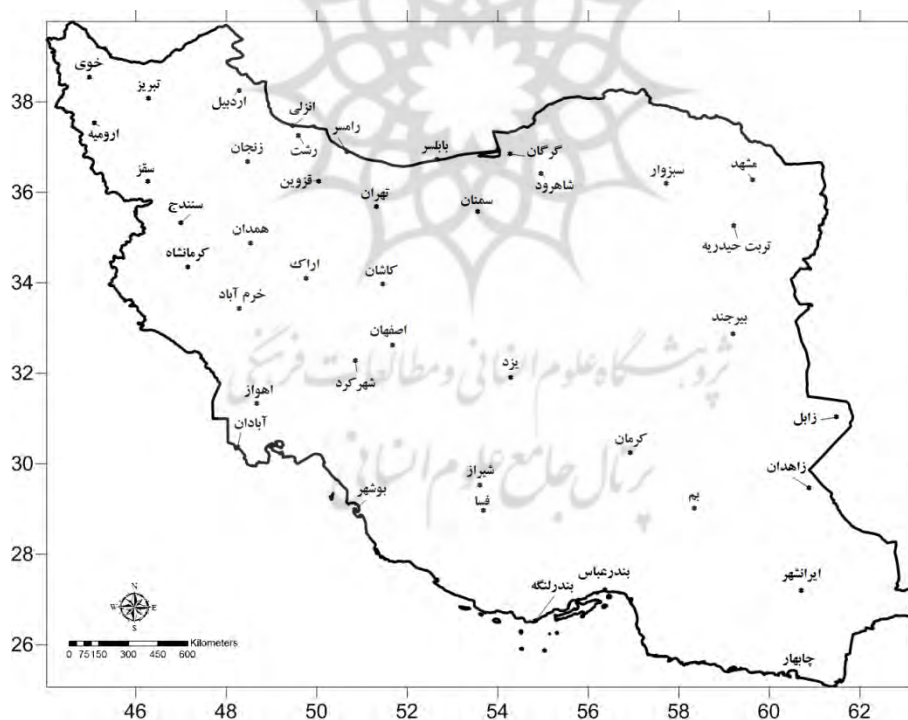 خوی
تبریز
اردبیل
انزلی
رامسر
ارومیه
زنجان
رشت
بابلسر
گرگان
شاهرود
سبزوار
مشهد
سقز
قزوین
تهران
سمنان
سنندج
همدان
تربت حیدریه
کرمانشاه
اراک
کاشان
خرم آباد
اصفهان
بیرجند
شهرکرد
یزد
اهواز
زابل
آبادان
کرمان
زاهدان
شیراز
بوشهر
فسا
بم
بندرعباس
بندرلنگه
ایرانشهر
چابهار
پژوهشگاه علوم انسانی و مطالعات فرهنگی
پرتال جامع علوم انسانی
38
36
34
32
30
28
26
N
W E
S
Kilometers
0 75 150 300 450 600
46 48 50 52 54 56 58 60 62